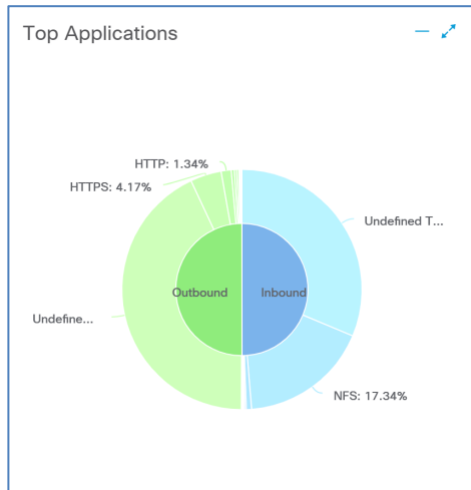 Top Applications
HTTP: 1.34%
HTTPS: 4.17%
Undefined T...
Outbound
Inbound
Undefine...
NFS: 17.34%